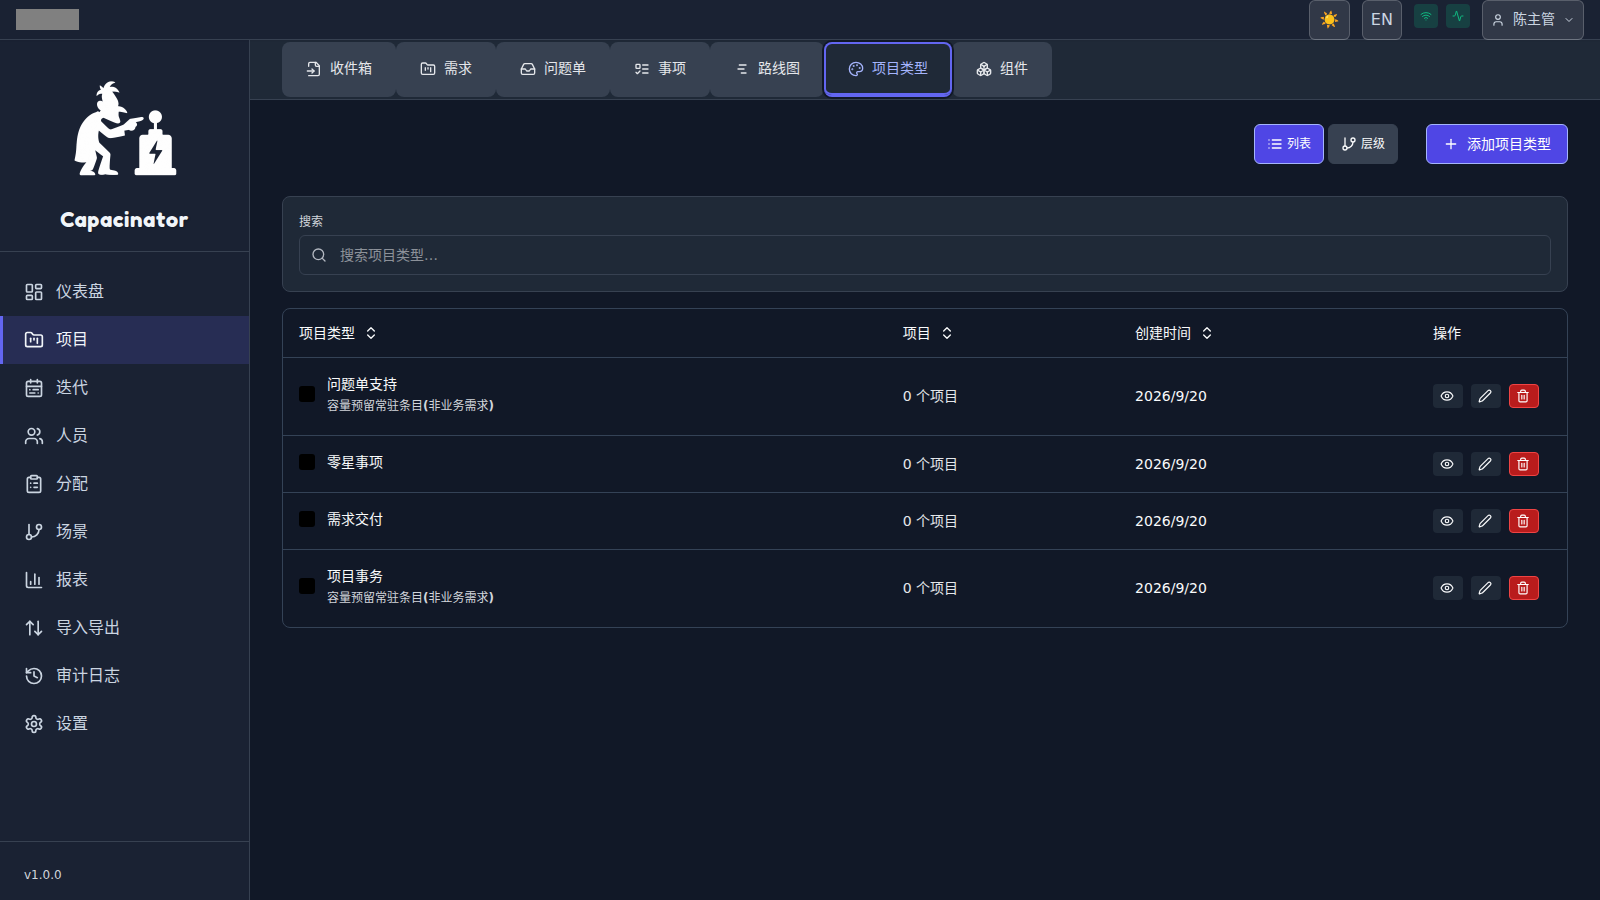 EN
陈主管
Capacinator
仪表盘
项目
迭代
人员
分配
场景
报表
导入导出
审计日志
设置
v1.0.0
收件箱
需求
问题单
事项
路线图
项目类型
组件
列表
层级
添加项目类型
搜索
搜索项目类型...
项目类型
项目
创建时间
操作
问题单支持
容量预留常驻条目(非业务需求)
0 个项目
2026/9/20
零星事项
0 个项目
2026/9/20
需求交付
0 个项目
2026/9/20
项目事务
容量预留常驻条目(非业务需求)
0 个项目
2026/9/20